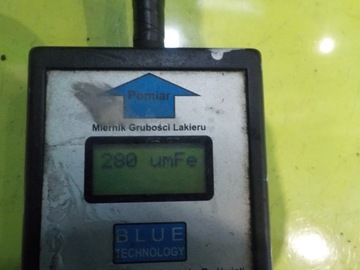 Pomiar
Miernik Grubości Lakieru
280 umFe
BLUE
TECHNOLOGY